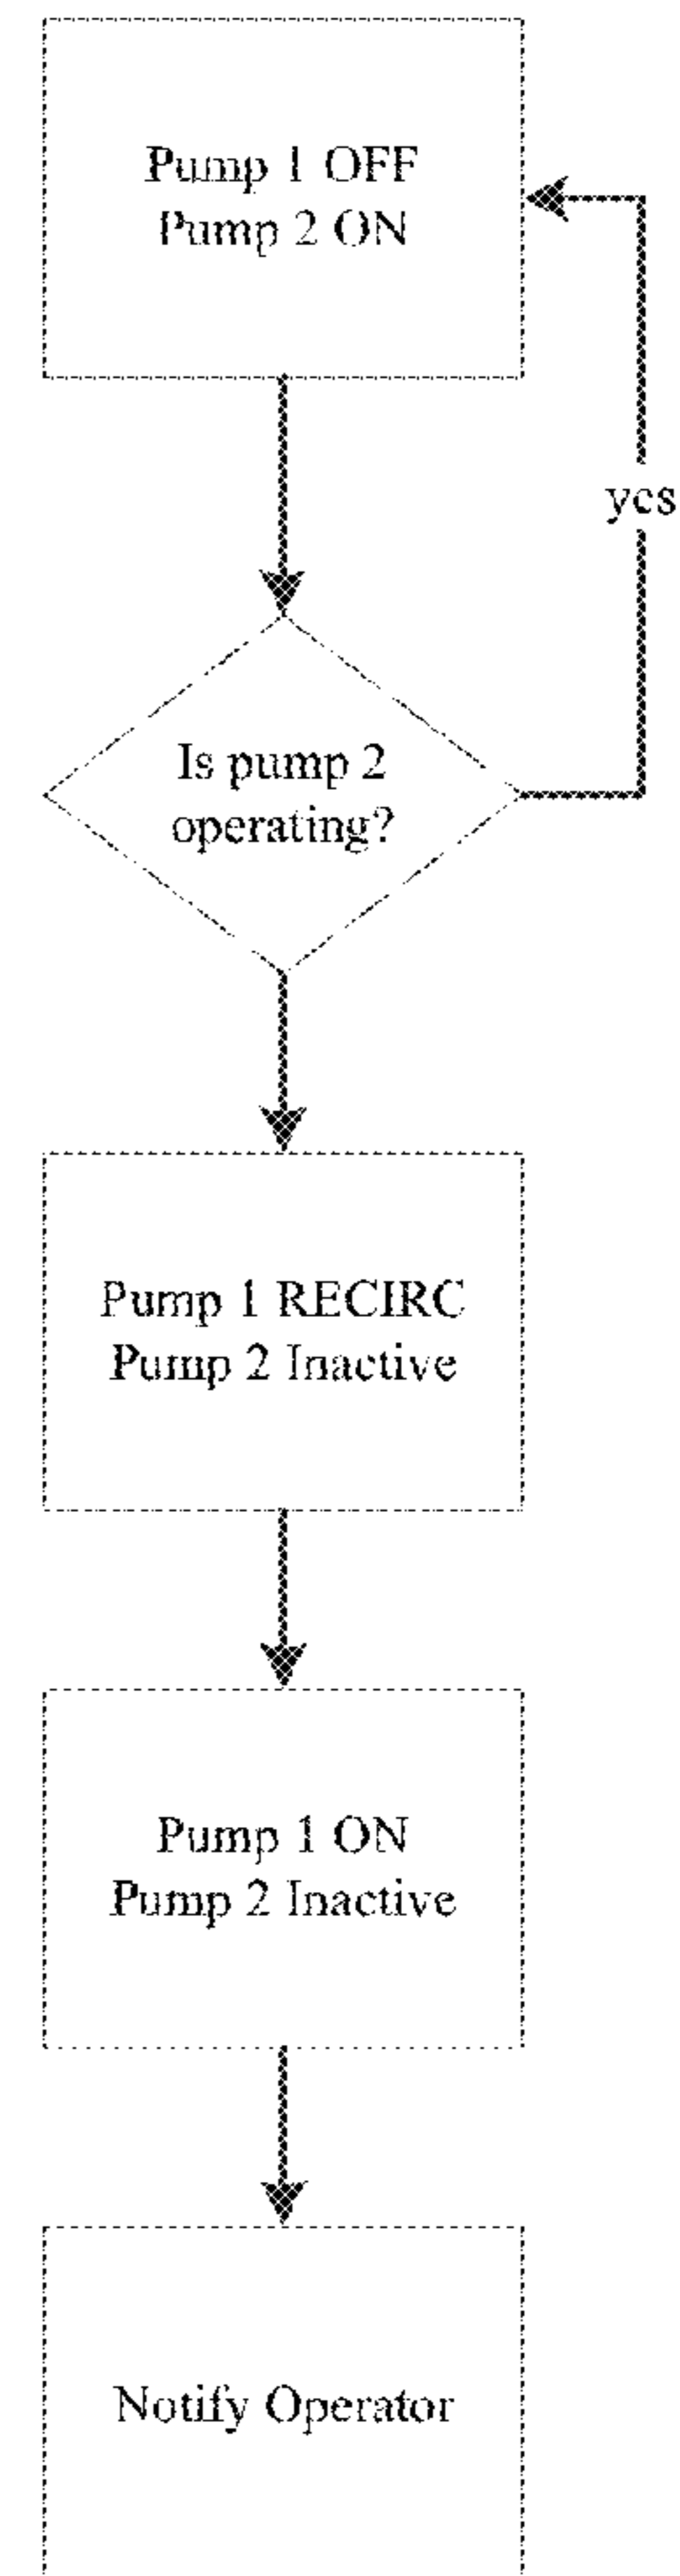 Pump 1 OFF
Pump 2 ON
yes
Is pump 2
operating?
Pump 1 RECIRC
Pump 2 Inactive
Pump 1 ON
Pump 2 Inactive
Notify Operator